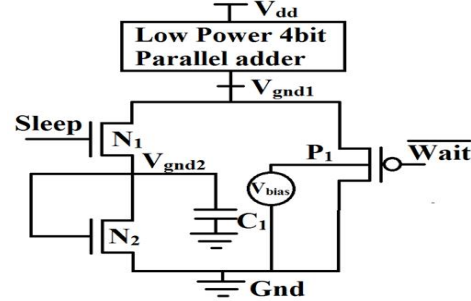 Vdd
Low Power 4bit
Parallel adder
Vgnd1
Sleep
N1
Vgnd2
P1
Wait
Vbias
C1
N2
Gnd